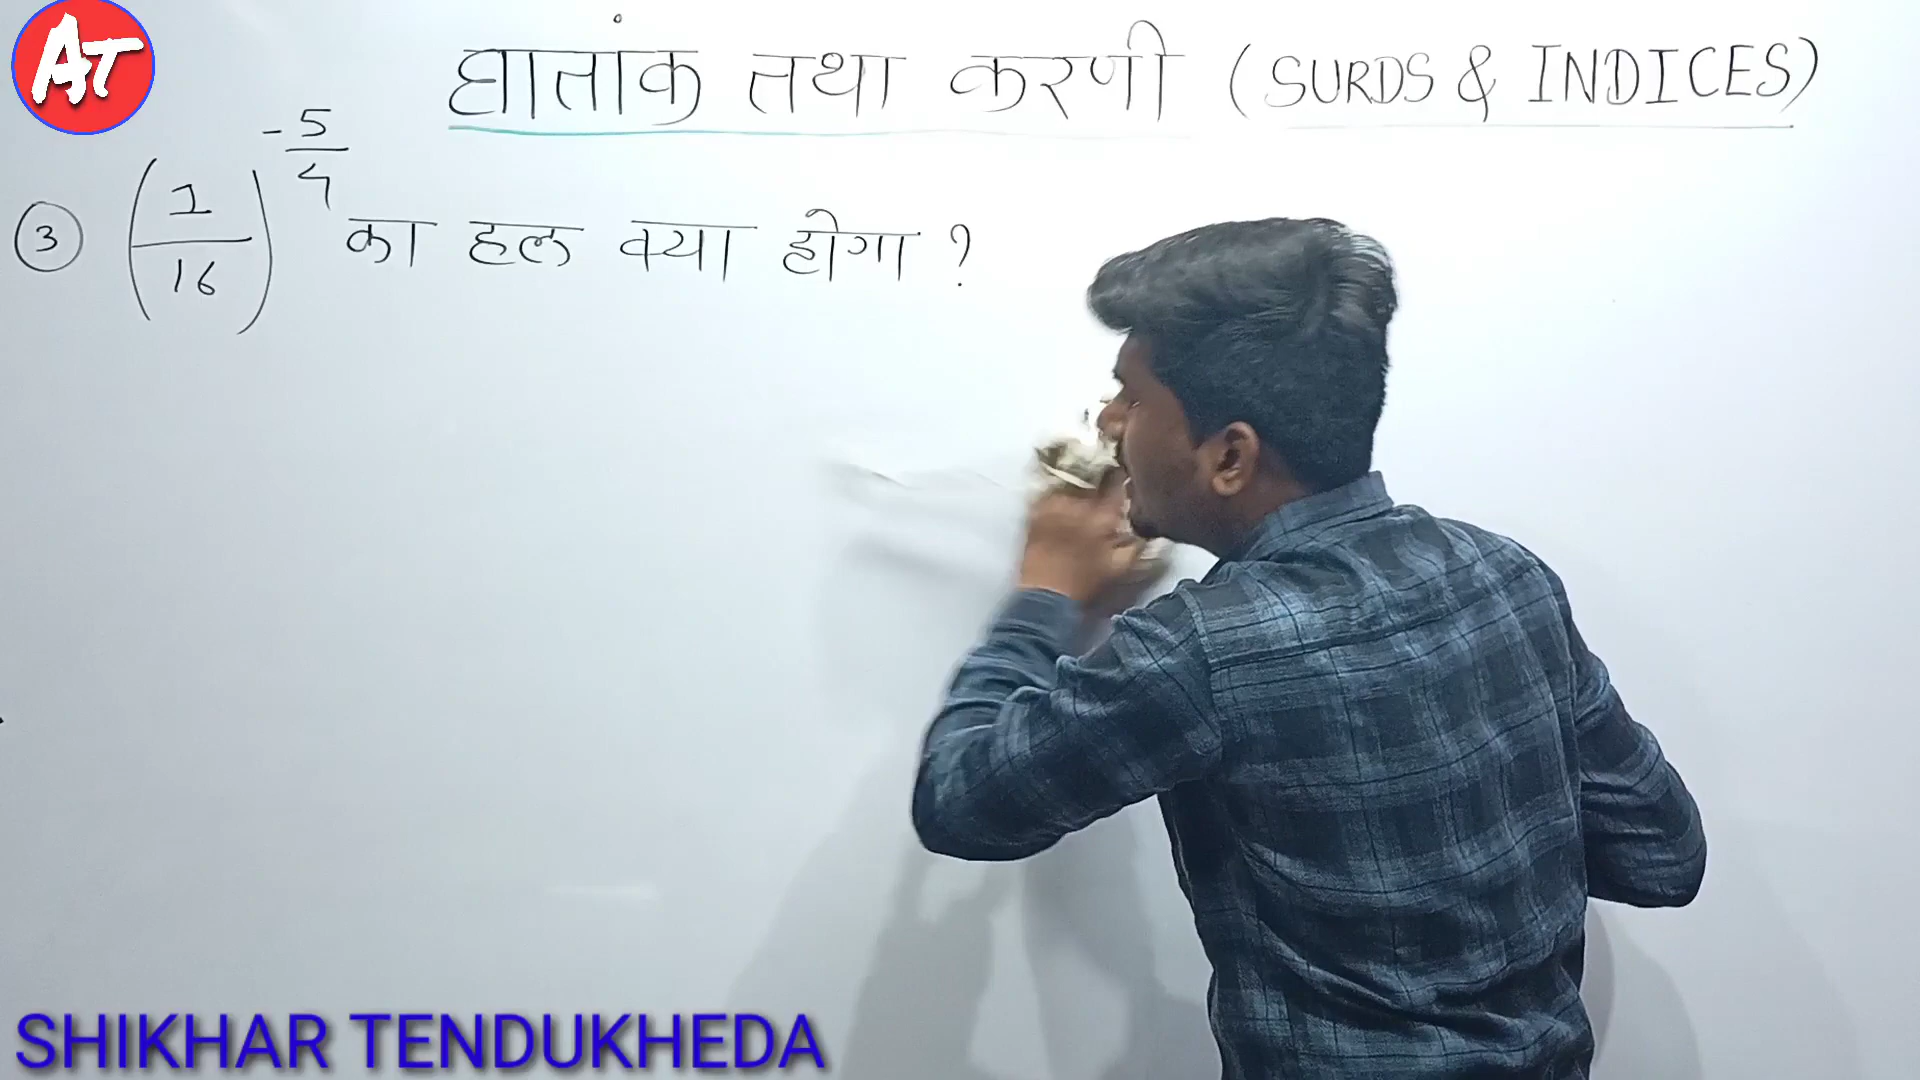 AT
घातांक तथा करणी (SURDS & INDICES)
③ (1/16)^(-5/4) का हल क्या होगा ?
SHIKHAR TENDUKHEDA